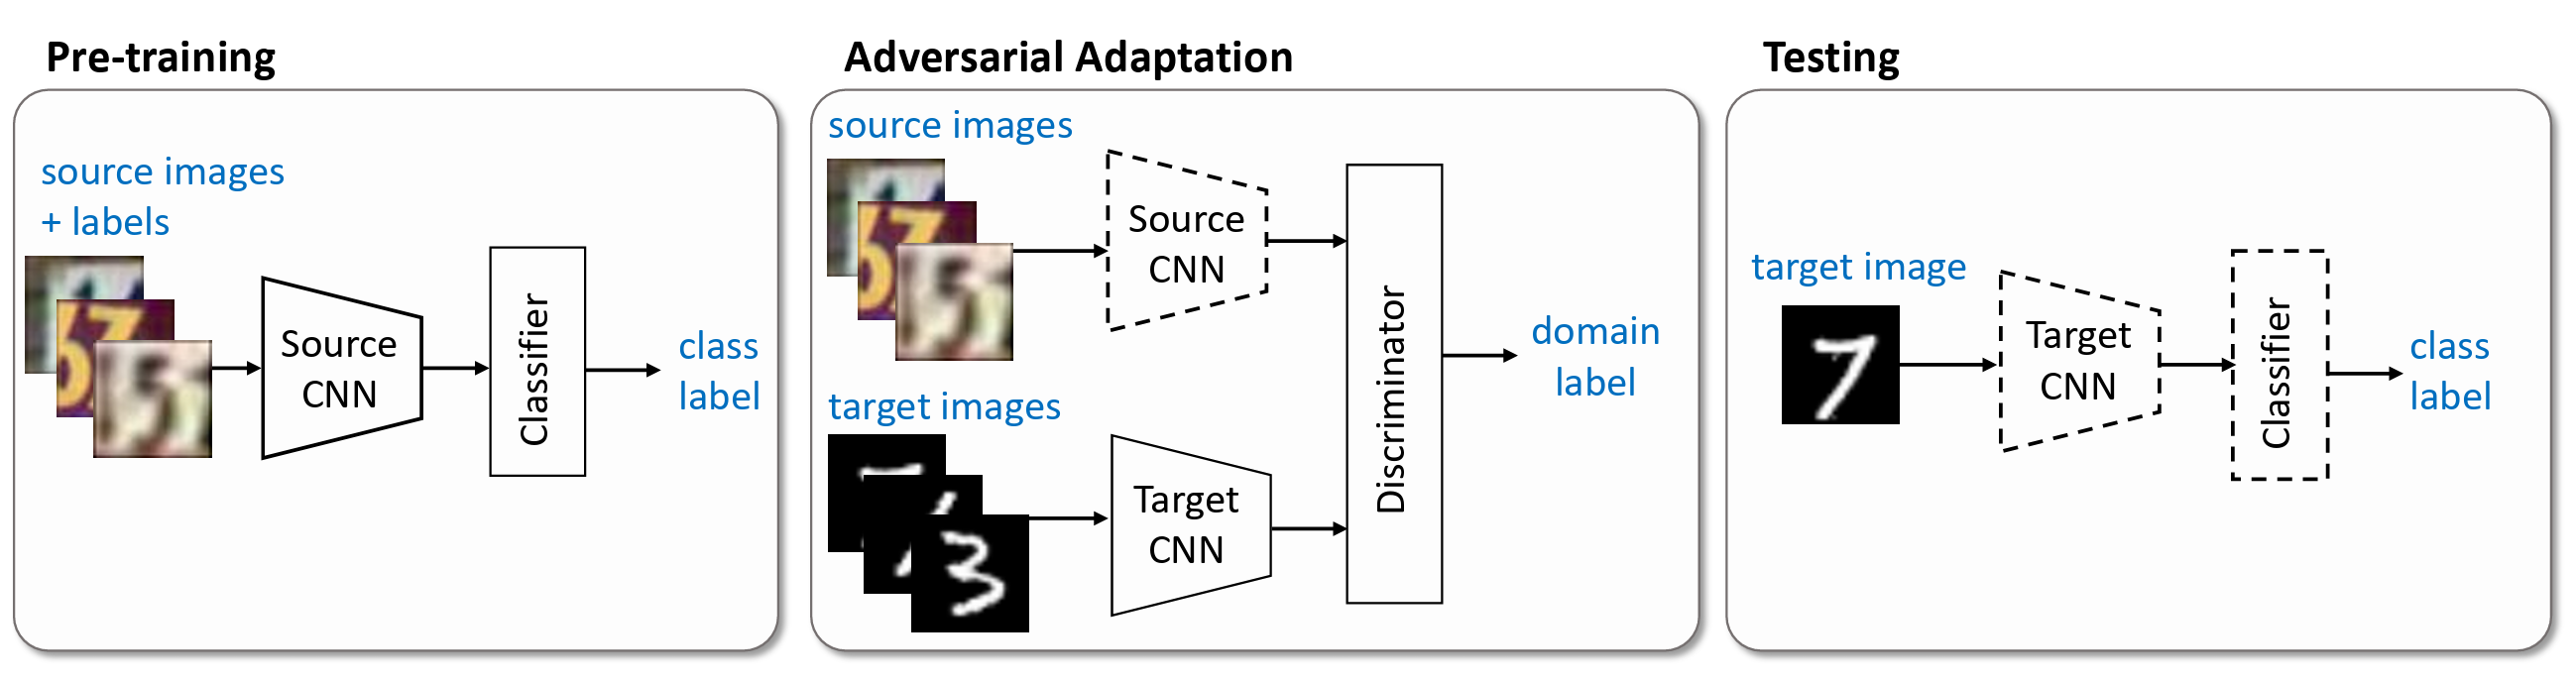 Pre-training
source images
+ labels
Source
CNN
Classifier
class
label
Adversarial Adaptation
source images
Source
CNN
target images
Target
CNN
Discriminator
domain
label
Testing
target image
Target
CNN
Classifier
class
label